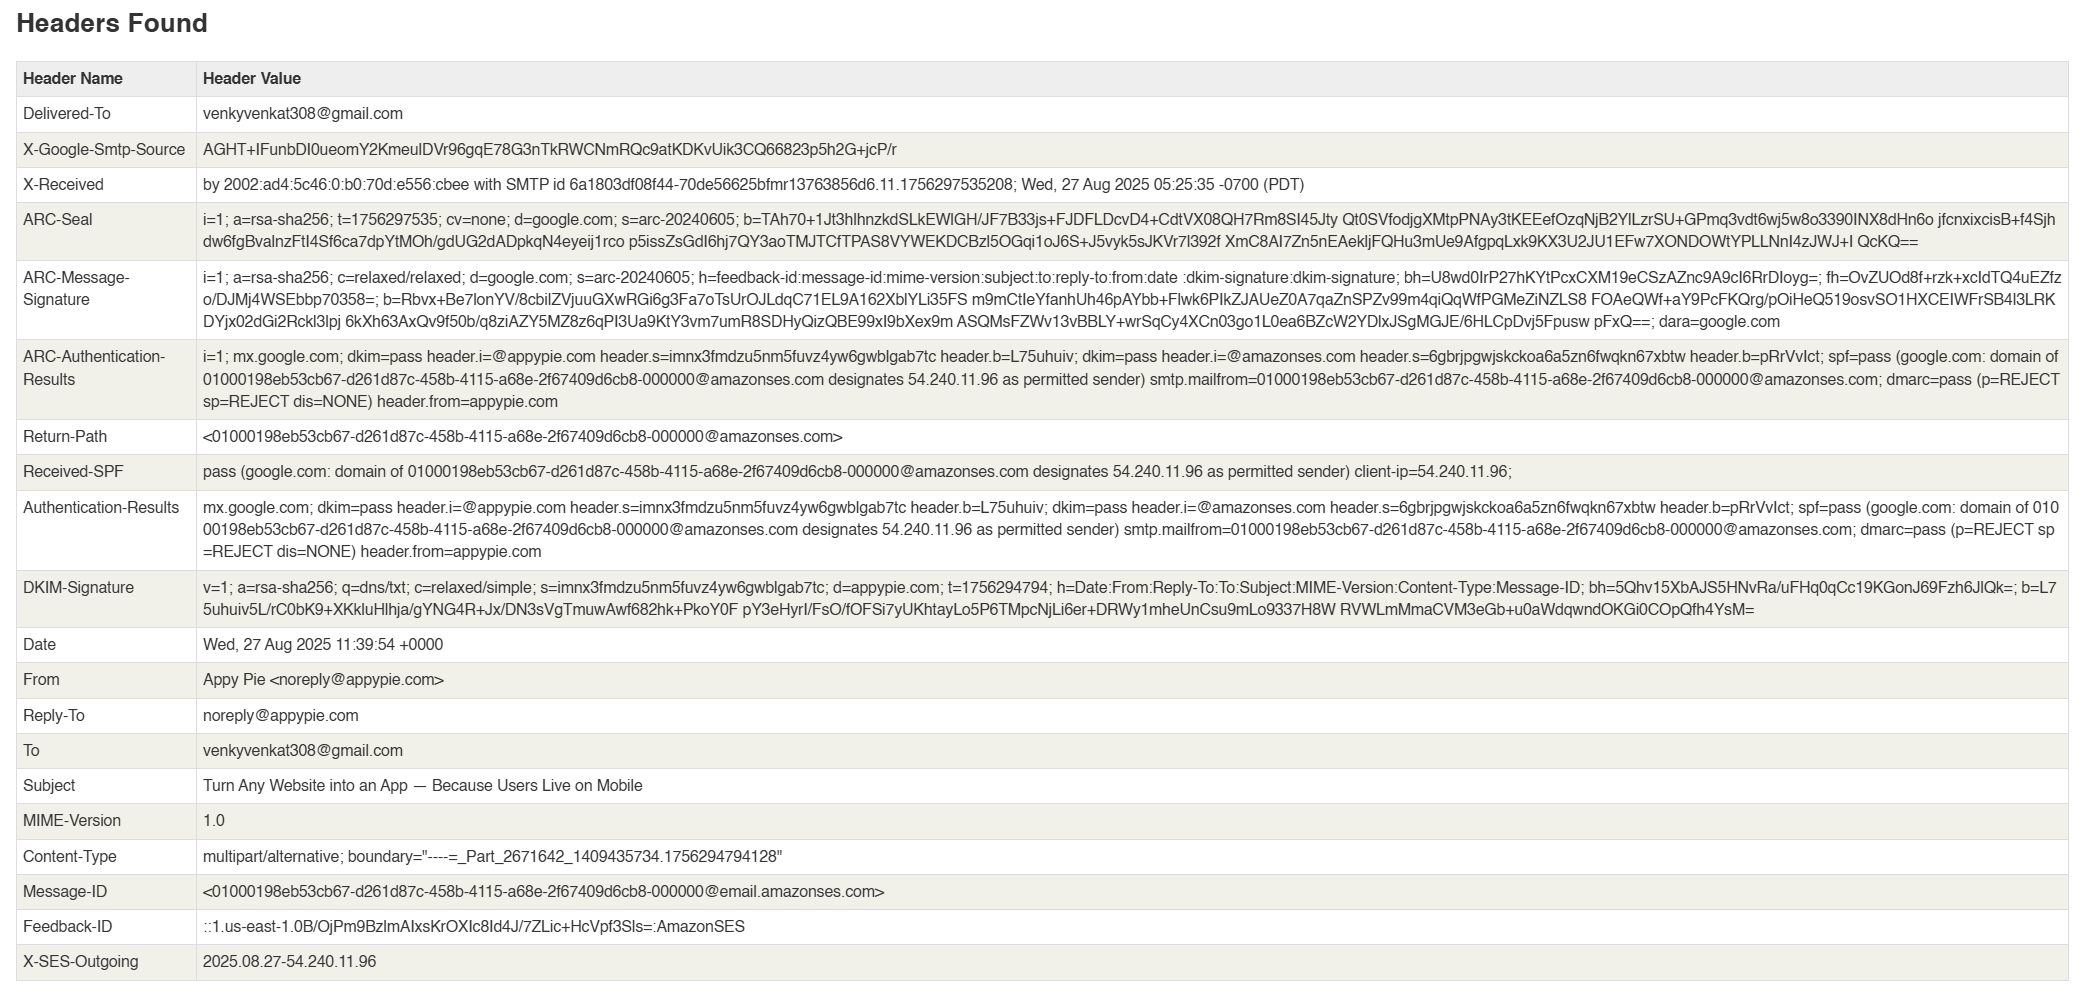 Headers Found
Header Name Header Value
Delivered-To venkyvenkat308@gmail.com
X-Google-Smtp-Source AGHT+IFunbDI0ueomY2KmeulDVr96gqE78G3nTkRWCNmRQc9atKDKvUik3CQ66823p5h2G+jcP/r
X-Received by 2002:ad4:5c46:0:b0:70d:e556:cbee with SMTP id 6a1803df08f44-70de56625bfmr13763856d6.11.1756297535208; Wed, 27 Aug 2025 05:25:35 -0700 (PDT)
ARC-Seal i=1; a=rsa-sha256; t=1756297535; cv=none; d=google.com; s=arc-20240605; b=TAh70+1Jt3hlhnzkdSLkEWlGH/JF7B33js+FJDFLDcvD4+CdtVX08QH7Rm8SI45Jty Qt0SVfodjgXMtpPNAy3tKEEefOzqNjB2YlLzrSU+GPmq3vdt6wj5w8o3390INX8dHn6o jfcnxixcisB+f4Sjh
dw6fgBvalnzFtI4Sf6ca7dpYtMOh/gdUG2dADpkqN4eyeij1rco p5issZsGdI6hj7QY3aoTMJTCfTPAS8VYWEKDCBzl5OGqi1oJ6S+J5vyk5sJKVr7l392f XmC8AI7Zn5nEAekljFQHu3mUe9AfgpqLxk9KX3U2JU1EFw7XONDOWtYPLLNnI4zJWJ+I QcKQ==
ARC-Message- i=1; a=rsa-sha256; c=relaxed/relaxed; d=google.com; s=arc-20240605; h=feedback-id:message-id:mime-version:subject:to:reply-to:from:date :dkim-signature:dkim-signature; bh=U8wd0IrP27hKYtPcxCXM19eCSzAZnc9A9cI6RrDIoyg=; fh=OvZUOd8f+rzk+xcIdTQ4uEZfz
Signature o/DJMj4WSEbbp70358=; b=Rbvx+Be7lonYV/8cbilZVjuuGXwRGi6g3Fa7oTsUrOJLdqC71EL9A162XblYLi35FS m9mCtIeYfanhUh46pAYbb+Flwk6PIkZJAUeZ0A7qaZnSPZv99m4qiQqWfPGMeZiNZLS8 FOAeQWf+aY9PcFKQrg/pOiHeQ519osvSO1HXCEIWFrSB4l3LRK
DYjx02dGi2Rckl3lpj 6kXh63AxQv9f50b/q8ziAZY5MZ8z6qPI3Ua9KtY3vm7umR8SDHyQizQBE99xI9bXex9m ASQMsFZWv13vBBLY+wrSqCy4XCn03go1L0ea6BZcW2YDlxJSgMGJE/6HLCpDvj5Fpusw pFxQ==; dara=google.com
ARC-Authentication- i=1; mx.google.com; dkim=pass header.i=@appypie.com header.s=imnx3fmdzu5nm5fuvz4yw6gwblgab7tc header.b=L75uhuiv; dkim=pass header.i=@amazonses.com header.s=6gbrjpgwjskckoa6a5zn6fwqkn67xbtw header.b=pRrVvIct; spf=pass (google.com: domain of
Results 01000198eb53cb67-d261d87c-458b-4115-a68e-2f67409d6cb8-000000@amazonses.com designates 54.240.11.96 as permitted sender) smtp.mailfrom=01000198eb53cb67-d261d87c-458b-4115-a68e-2f67409d6cb8-000000@amazonses.com; dmarc=pass (p=REJECT
sp=REJECT dis=NONE) header.from=appypie.com
Return-Path <01000198eb53cb67-d261d87c-458b-4115-a68e-2f67409d6cb8-000000@amazonses.com>
Received-SPF pass (google.com: domain of 01000198eb53cb67-d261d87c-458b-4115-a68e-2f67409d6cb8-000000@amazonses.com designates 54.240.11.96 as permitted sender) client-ip=54.240.11.96;
Authentication-Results mx.google.com; dkim=pass header.i=@appypie.com header.s=imnx3fmdzu5nm5fuvz4yw6gwblgab7tc header.b=L75uhuiv; dkim=pass header.i=@amazonses.com header.s=6gbrjpgwjskckoa6a5zn6fwqkn67xbtw header.b=pRrVvIct; spf=pass (google.com: domain of 010
00198eb53cb67-d261d87c-458b-4115-a68e-2f67409d6cb8-000000@amazonses.com designates 54.240.11.96 as permitted sender) smtp.mailfrom=01000198eb53cb67-d261d87c-458b-4115-a68e-2f67409d6cb8-000000@amazonses.com; dmarc=pass (p=REJECT sp
=REJECT dis=NONE) header.from=appypie.com
DKIM-Signature v=1; a=rsa-sha256; q=dns/txt; c=relaxed/simple; s=imnx3fmdzu5nm5fuvz4yw6gwblgab7tc; d=appypie.com; t=1756294794; h=Date:From:Reply-To:To:Subject:MIME-Version:Content-Type:Message-ID; bh=5Qhv15XbAJS5HNvRa/uFHq0qCc19KGonJ69Fzh6JlQk=; b=L7
5uhuiv5L/rC0bK9+XKkluHlhja/gYNG4R+Jx/DN3sVgTmuwAwf682hk+PkoY0F pY3eHyrI/FsO/fOFSi7yUKhtayLo5P6TMpcNjLi6er+DRWy1mheUnCsu9mLo9337H8W RVWLmMmaCVM3eGb+u0aWdqwndOKGi0COpQfh4YsM=
Date Wed, 27 Aug 2025 11:39:54 +0000
From Appy Pie <noreply@appypie.com>
Reply-To noreply@appypie.com
To venkyvenkat308@gmail.com
Subject Turn Any Website into an App — Because Users Live on Mobile
MIME-Version 1.0
Content-Type multipart/alternative; boundary="----=_Part_2671642_1409435734.1756294794128"
Message-ID <01000198eb53cb67-d261d87c-458b-4115-a68e-2f67409d6cb8-000000@email.amazonses.com>
Feedback-ID ::1.us-east-1.0B/OjPm9BzlmAIxsKrOXIc8Id4J/7ZLic+HcVpf3Sls=:AmazonSES
X-SES-Outgoing 2025.08.27-54.240.11.96